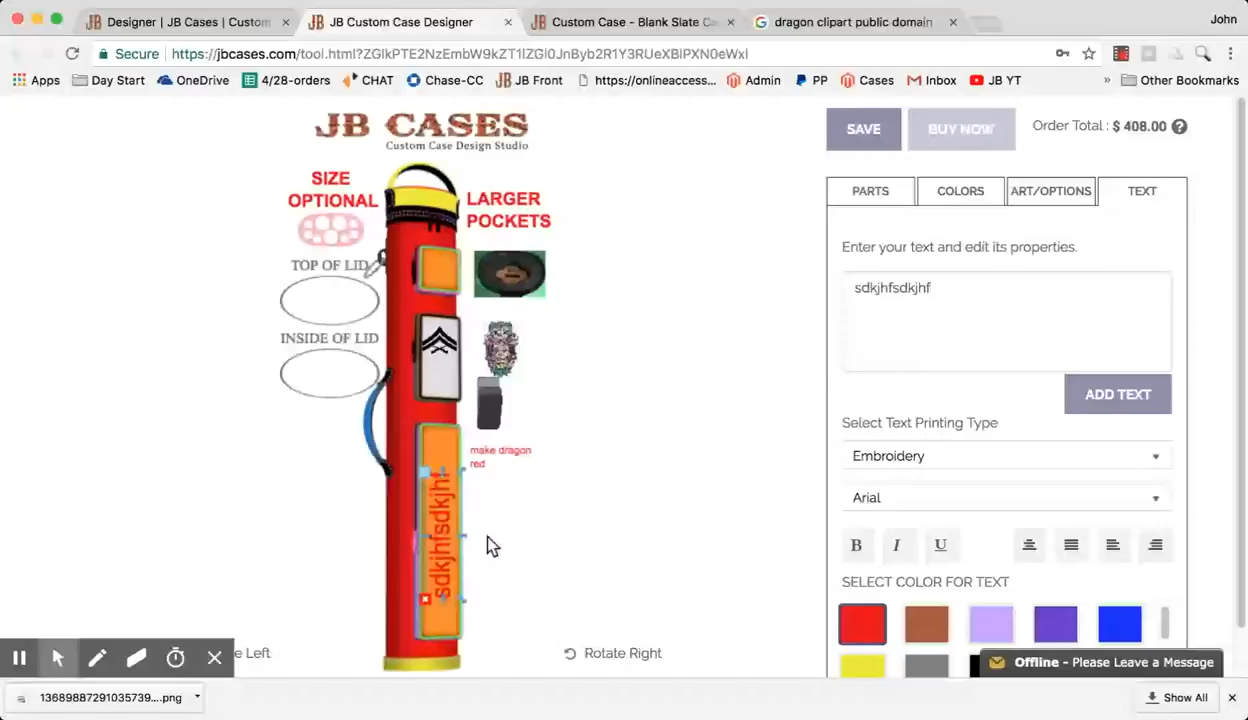 Designer | JB Cases | Custom
JB Custom Case Designer
Custom Case - Blank Slate Ca
dragon clipart public domain
John
Secure
https://jbcases.com/tool.html?ZGlkPTE2NzEmbW9kZT1lZGl0JnByb2R1Y3RUeXBlPXN0eWxl
Apps
Day Start
OneDrive
4/28-orders
CHAT
Chase-CC
JB Front
https://onlineaccess...
Admin
PP
Cases
Inbox
JB YT
»
Other Bookmarks
JB CASES
Custom Case Design Studio
SAVE
BUY NOW
Order Total : $ 408.00 ?
SIZE
OPTIONAL
LARGER
POCKETS
PARTS
COLORS
ART/OPTIONS
TEXT
TOP OF LID
INSIDE OF LID
Enter your text and edit its properties.
sdkjhfsdkjhf
ADD TEXT
Select Text Printing Type
Embroidery
Arial
make dragon
red
sdkjhfsdkjhf
B I U
SELECT COLOR FOR TEXT
e Left
Rotate Right
Offline - Please Leave a Message
13689887291035739....png
Show All